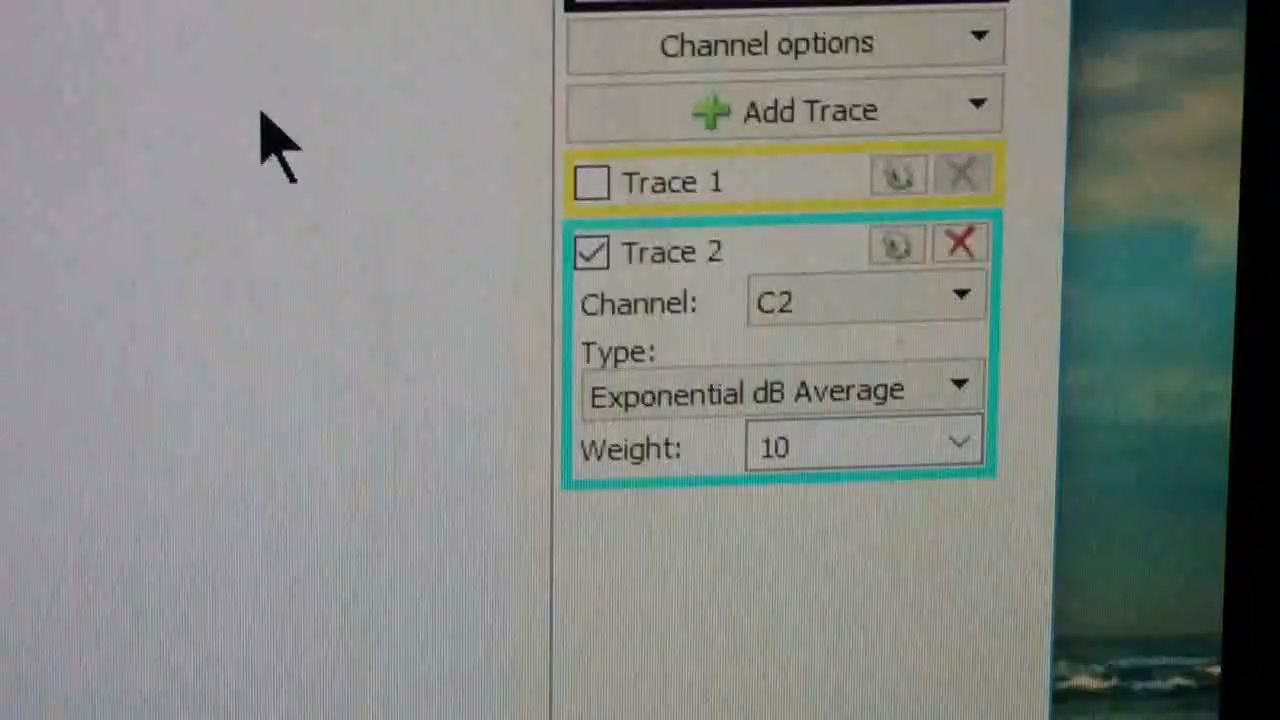 Channel options
Add Trace
Trace 1
Trace 2
Channel: C2
Type:
Exponential dB Average
Weight: 10